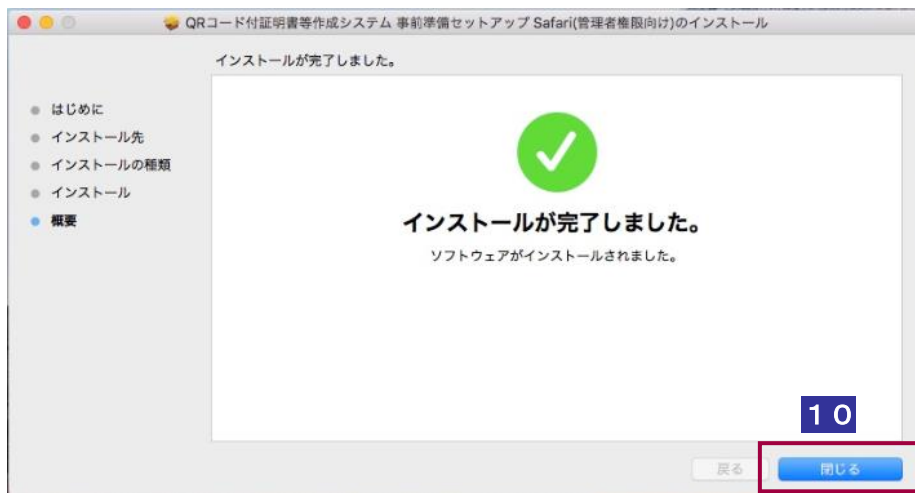 QRコード付証明書等作成システム 事前準備セットアップ Safari(管理者権限向け)のインストール
インストールが完了しました。
はじめに
インストール先
インストールの種類
インストール
概要
インストールが完了しました。
ソフトウェアがインストールされました。
１０
戻る
閉じる